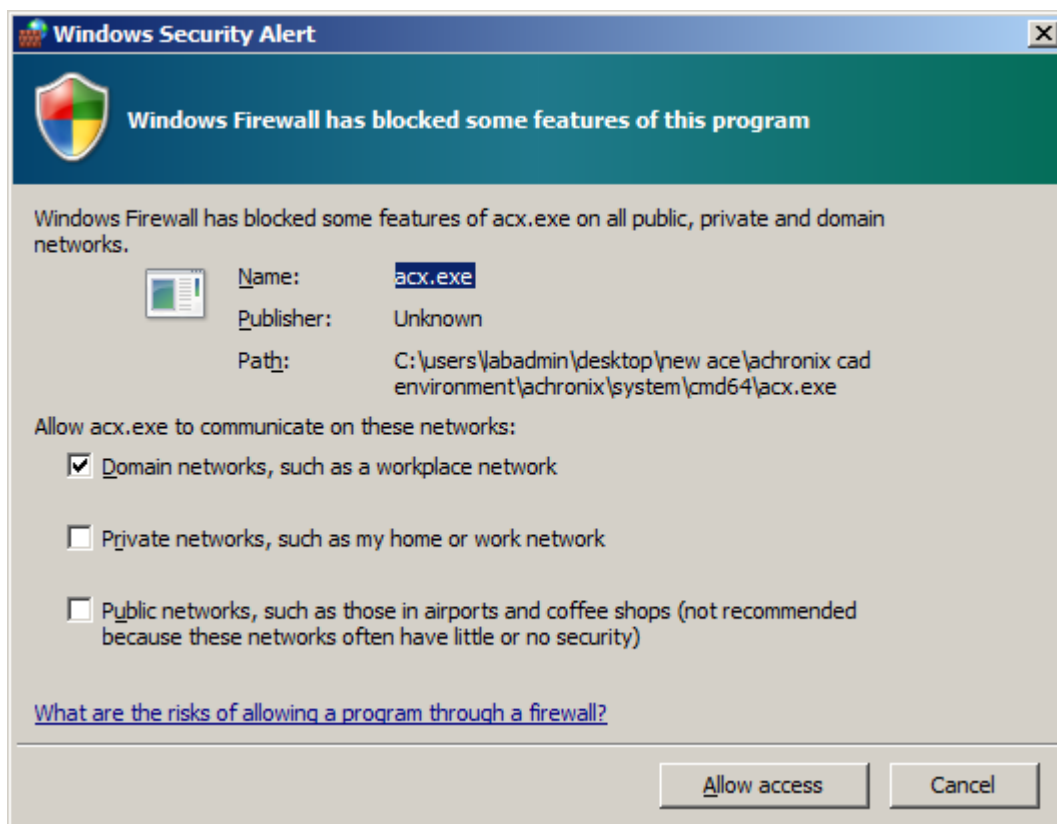 Windows Security Alert
Windows Firewall has blocked some features of this program
Windows Firewall has blocked some features of acx.exe on all public, private and domain
networks.
Name: acx.exe
Publisher: Unknown
Path: C:\users\labadmin\desktop\new ace\achronix cad
environment\achronix\system\cmd64\acx.exe
Allow acx.exe to communicate on these networks:
Domain networks, such as a workplace network
Private networks, such as my home or work network
Public networks, such as those in airports and coffee shops (not recommended
because these networks often have little or no security)
What are the risks of allowing a program through a firewall?
Allow access Cancel